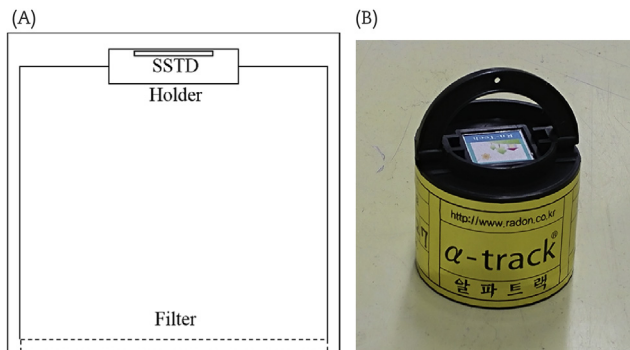 (A)
SSTD
Holder
Filter
(B)
http://www.radon.co.kr
α-track®
알파트랙